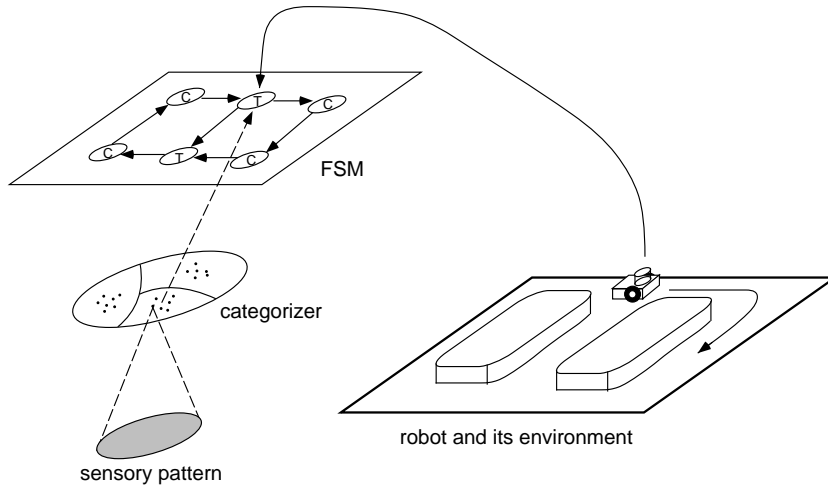 C
T
C
C
T
C
FSM
categorizer
robot and its environment
sensory pattern